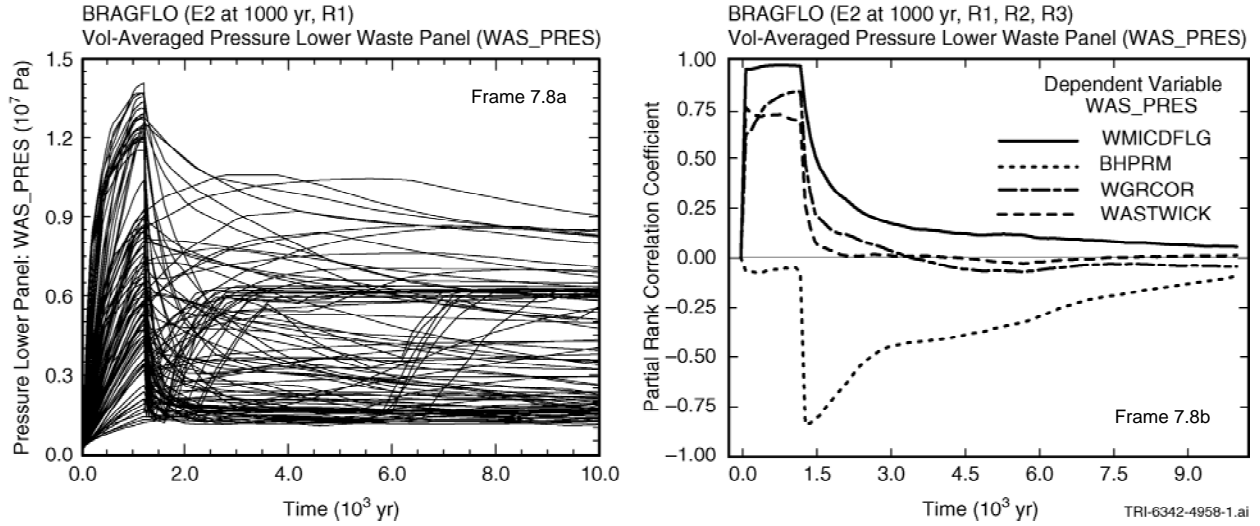 BRAGFLO (E2 at 1000 yr, R1)
Vol-Averaged Pressure Lower Waste Panel (WAS_PRES)
Pressure Lower Panel: WAS_PRES (10⁷ Pa)
1.5
1.2
0.9
0.6
0.3
0.0
Frame 7.8a
0.0
2.0
4.0
6.0
8.0
10.0
Time (10³ yr)
BRAGFLO (E2 at 1000 yr, R1, R2, R3)
Vol-Averaged Pressure Lower Waste Panel (WAS_PRES)
Partial Rank Correlation Coefficient
1.00
0.75
0.50
0.25
0.00
−0.25
−0.50
−0.75
−1.00
Dependent Variable
WAS_PRES
WMICDFLG
BHPRM
WGRCOR
WASTWICK
Frame 7.8b
0.0
1.5
3.0
4.5
6.0
7.5
9.0
Time (10³ yr)
TRI-6342-4958-1.ai